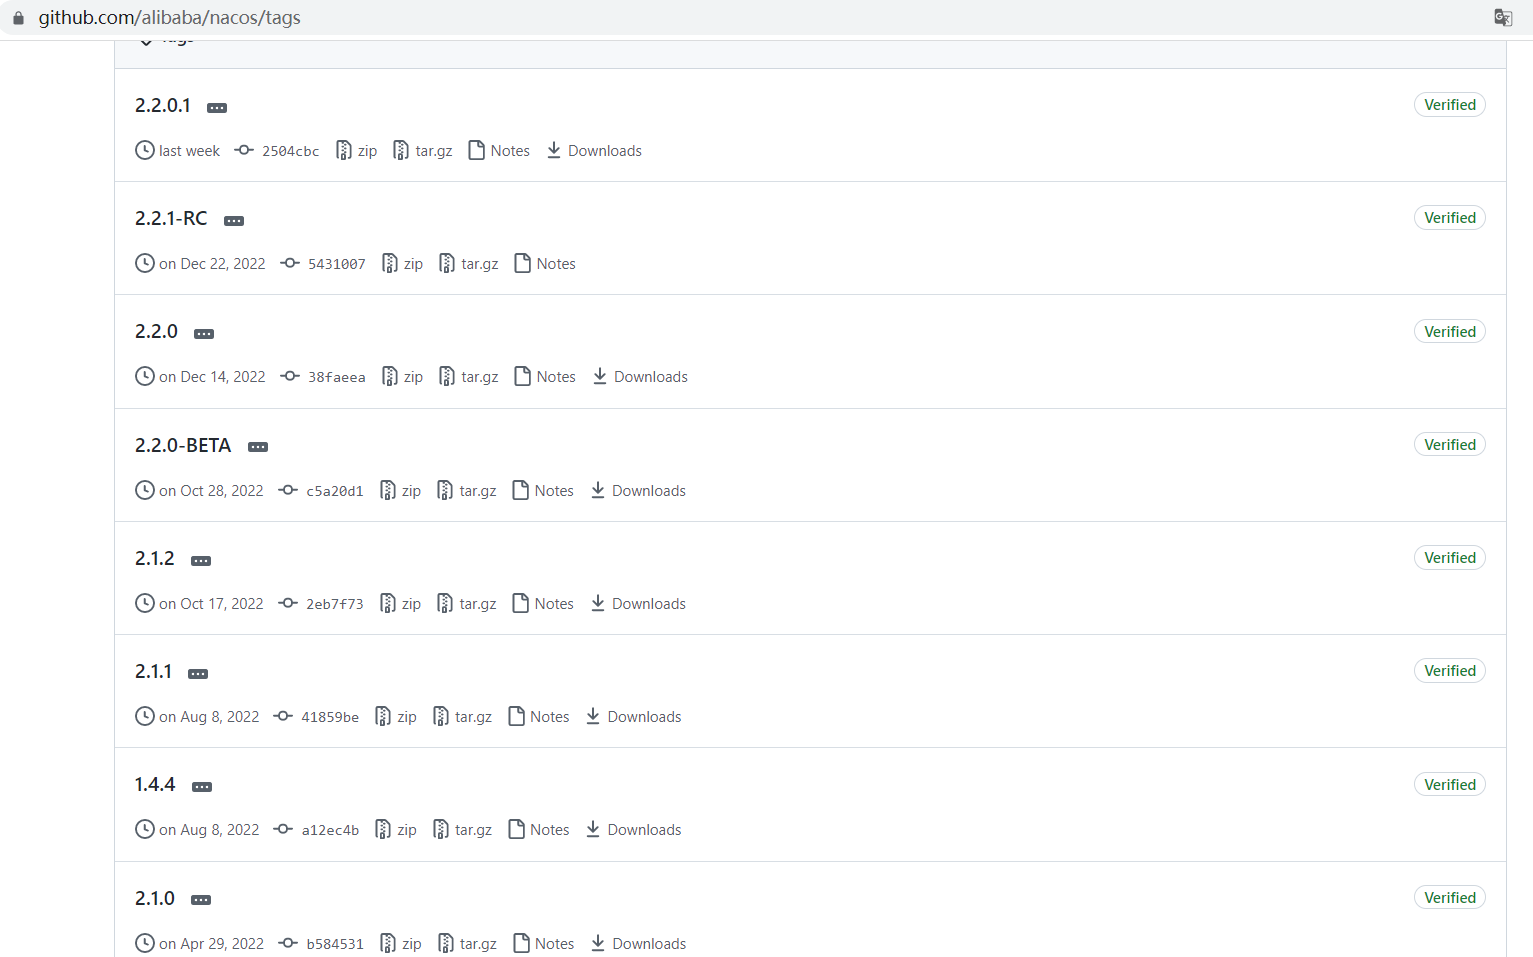 github.com/alibaba/nacos/tags
Tags
2.2.0.1
Verified
last week 2504cbc zip tar.gz Notes Downloads
2.2.1-RC
Verified
on Dec 22, 2022 5431007 zip tar.gz Notes
2.2.0
Verified
on Dec 14, 2022 38faeea zip tar.gz Notes Downloads
2.2.0-BETA
Verified
on Oct 28, 2022 c5a20d1 zip tar.gz Notes Downloads
2.1.2
Verified
on Oct 17, 2022 2eb7f73 zip tar.gz Notes Downloads
2.1.1
Verified
on Aug 8, 2022 41859be zip tar.gz Notes Downloads
1.4.4
Verified
on Aug 8, 2022 a12ec4b zip tar.gz Notes Downloads
2.1.0
Verified
on Apr 29, 2022 b584531 zip tar.gz Notes Downloads